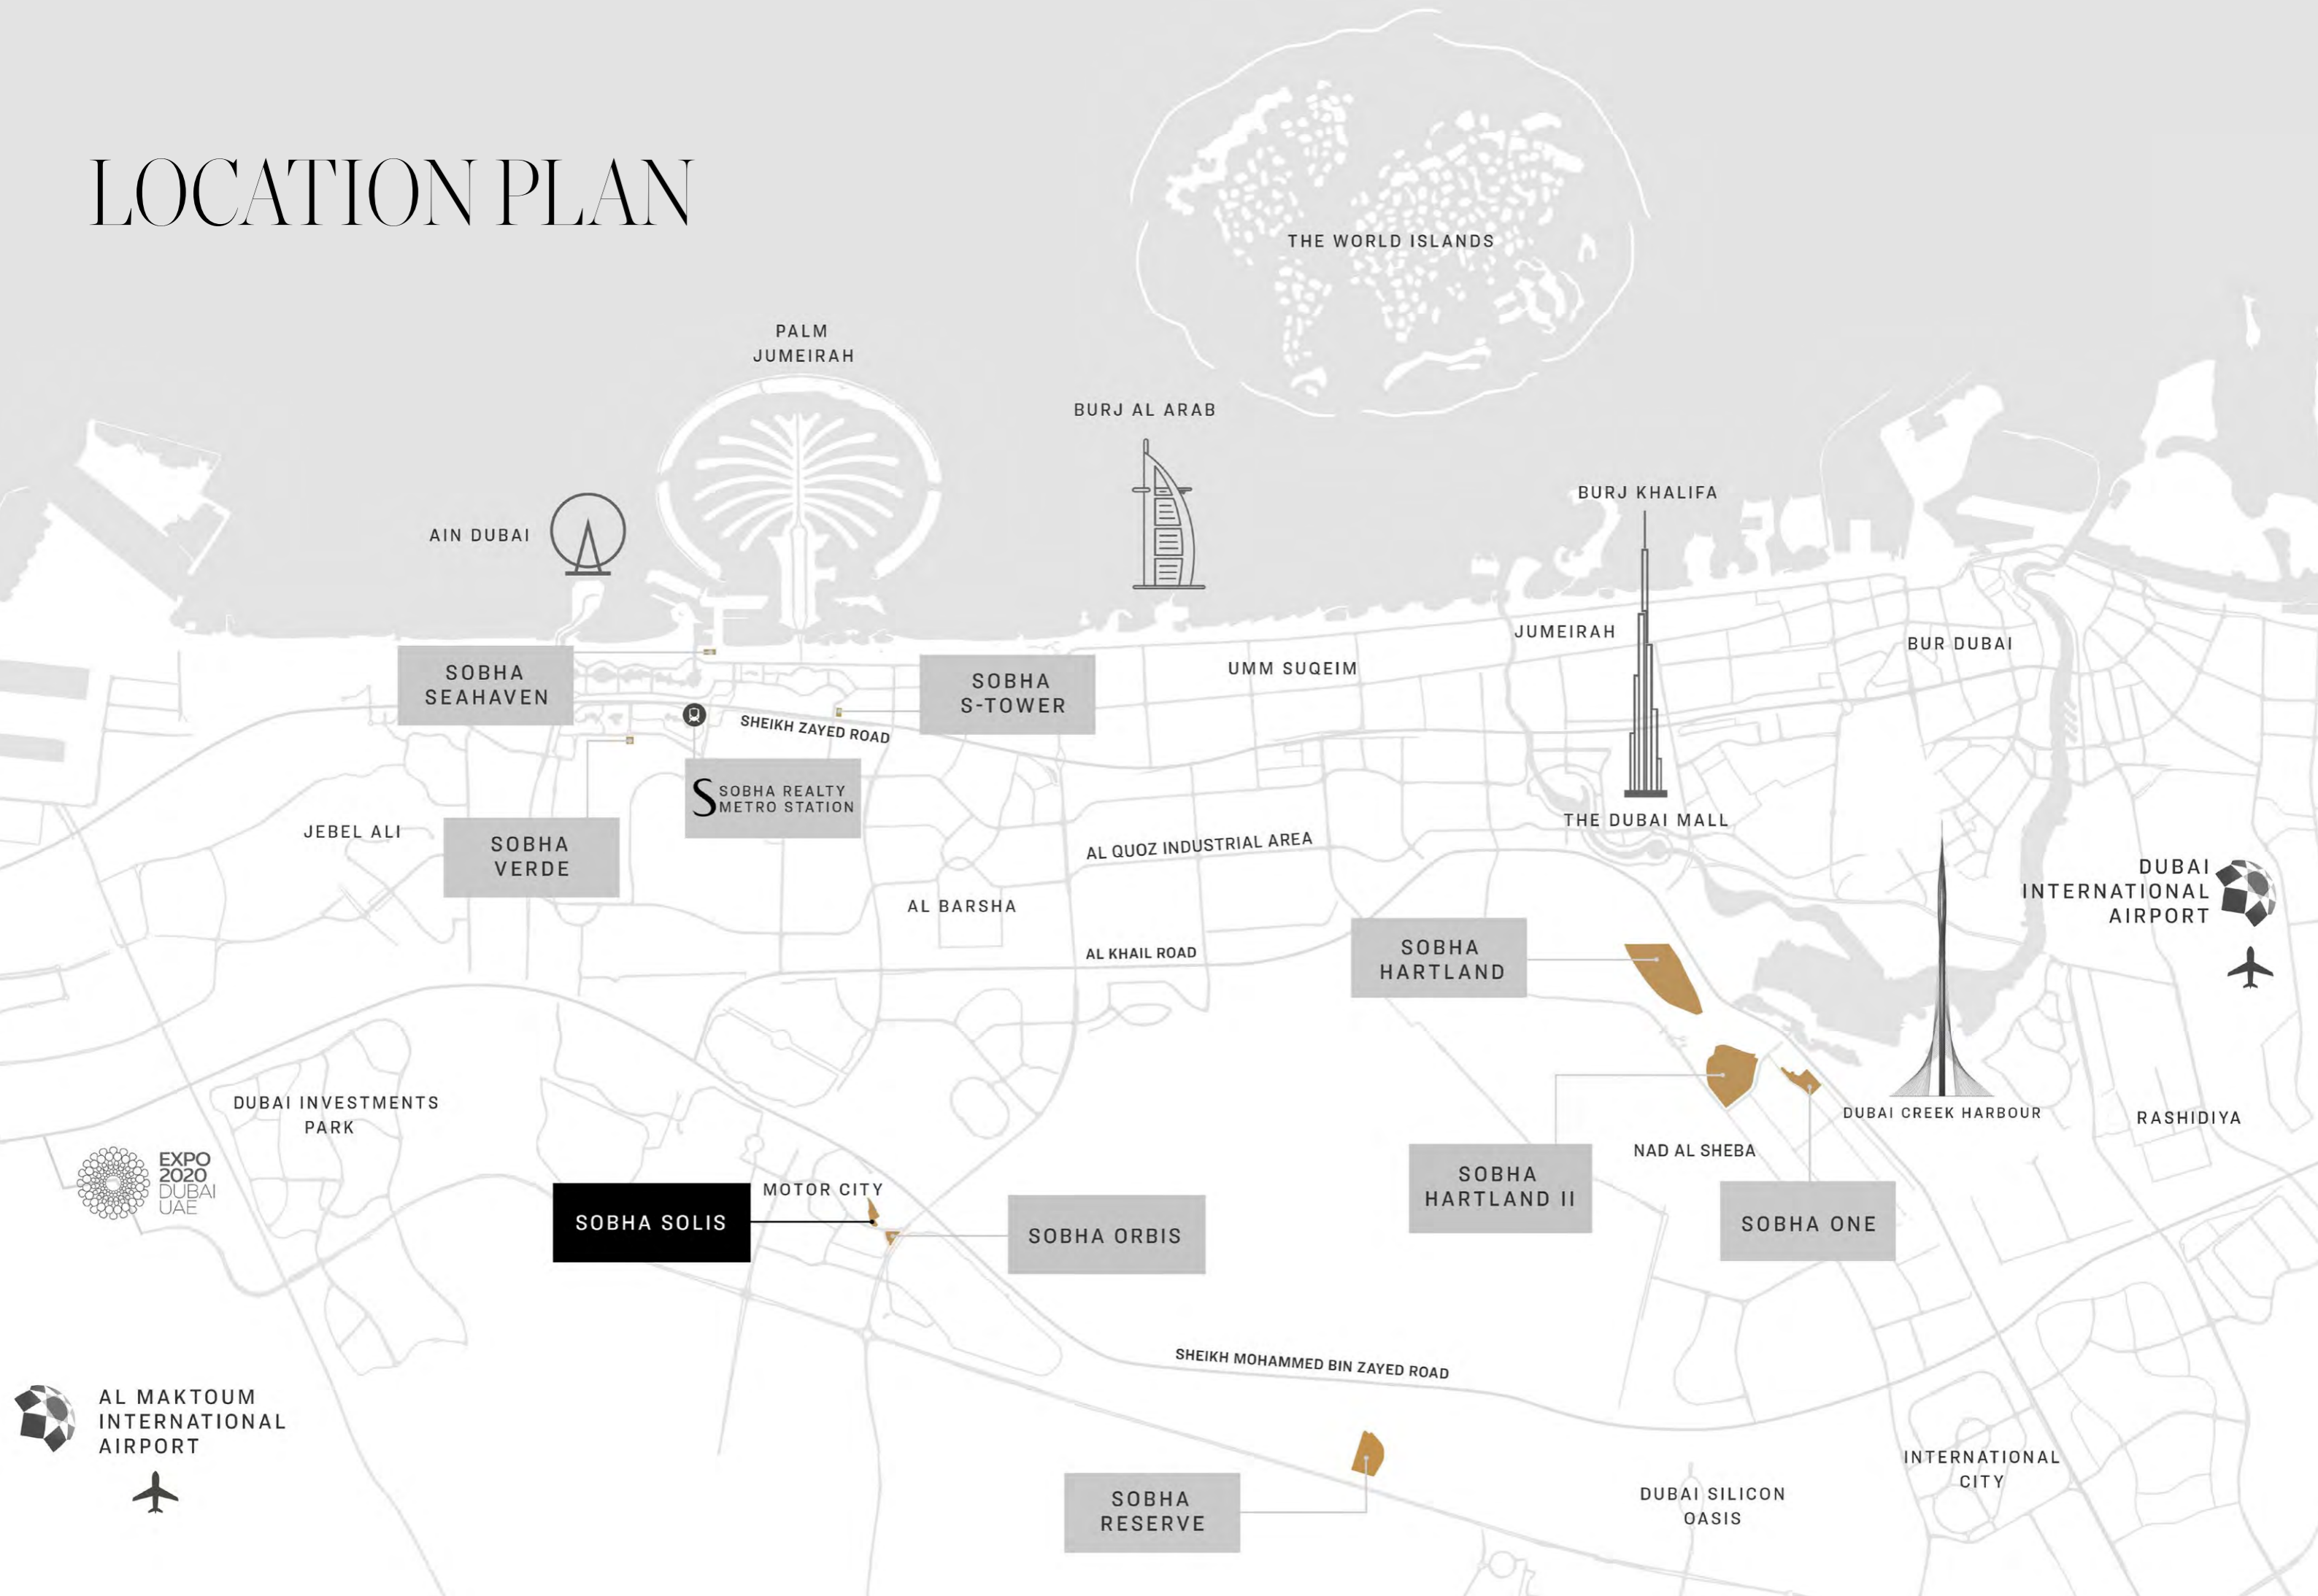 LOCATION PLAN
THE WORLD ISLANDS
PALM
JUMEIRAH
BURJ AL ARAB
BURJ KHALIFA
AIN DUBAI
JUMEIRAH
BUR DUBAI
UMM SUQEIM
SOBHA
SEAHAVEN
SOBHA
S-TOWER
SHEIKH ZAYED ROAD
S SOBHA REALTY
METRO STATION
JEBEL ALI
SOBHA
VERDE
THE DUBAI MALL
AL QUOZ INDUSTRIAL AREA
DUBAI
INTERNATIONAL
AIRPORT
AL BARSHA
AL KHAIL ROAD
SOBHA
HARTLAND
DUBAI INVESTMENTS
PARK
DUBAI CREEK HARBOUR
RASHIDIYA
NAD AL SHEBA
EXPO
2020
DUBAI
UAE
MOTOR CITY
SOBHA SOLIS
SOBHA ORBIS
SOBHA
HARTLAND II
SOBHA ONE
SHEIKH MOHAMMED BIN ZAYED ROAD
AL MAKTOUM
INTERNATIONAL
AIRPORT
SOBHA
RESERVE
DUBAI SILICON
OASIS
INTERNATIONAL
CITY